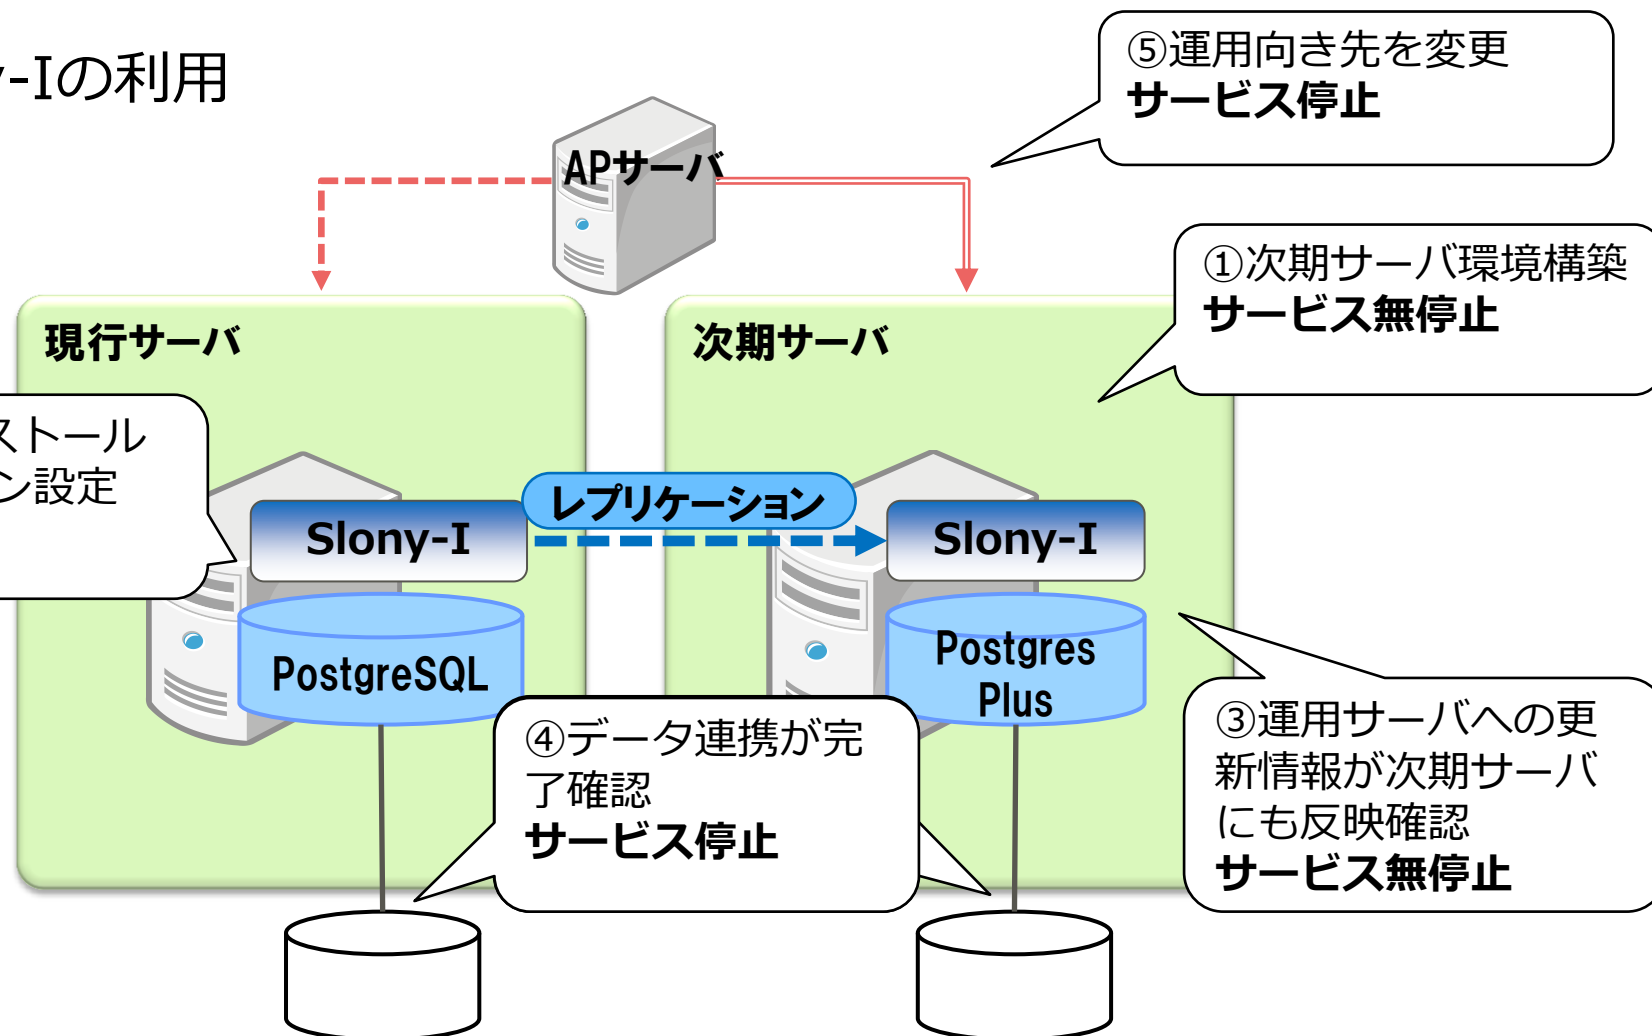 y-Iの利用
⑤運用向き先を変更
サービス停止
APサーバ
①次期サーバ環境構築
サービス無停止
現行サーバ
次期サーバ
ストール
ン設定
レプリケーション
Slony-I
Slony-I
PostgreSQL
Postgres
Plus
④データ連携が完
了確認
サービス停止
③運用サーバへの更
新情報が次期サーバ
にも反映確認
サービス無停止